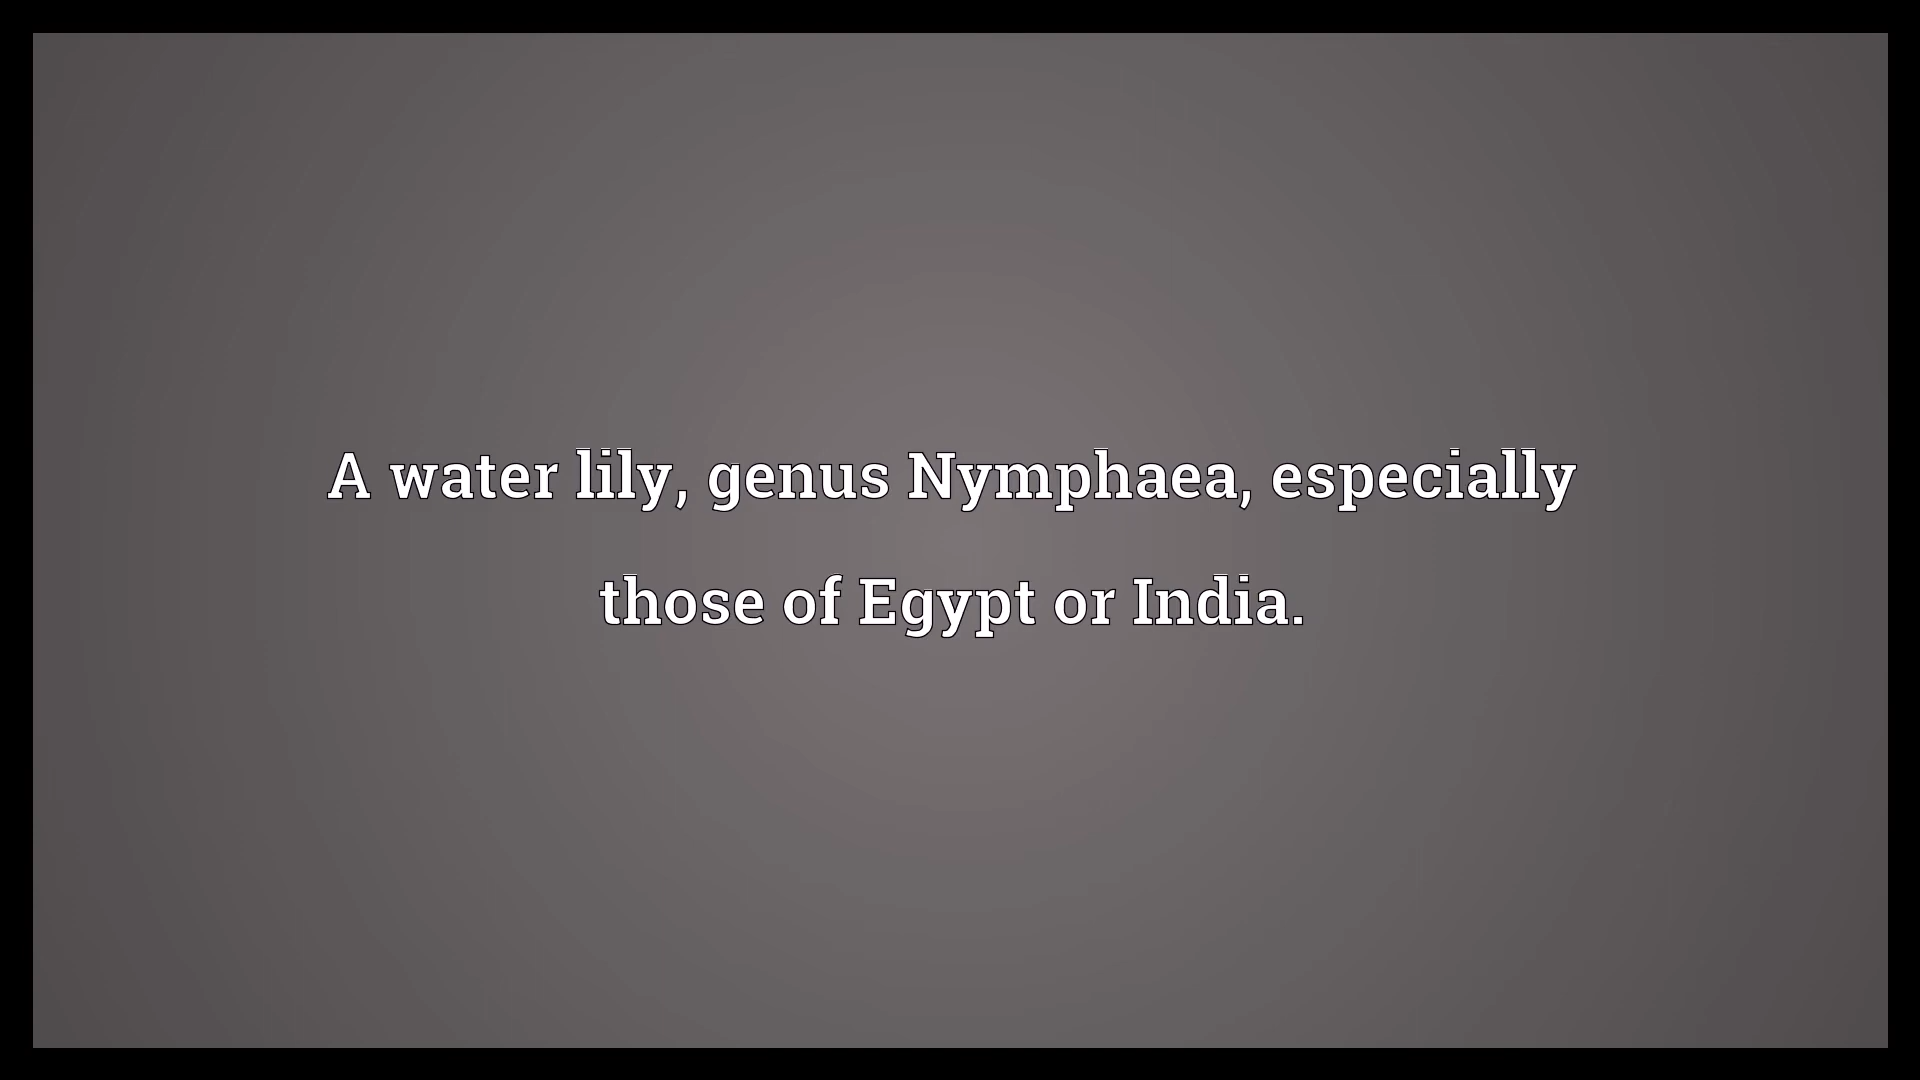 A water lily, genus Nymphaea, especially
those of Egypt or India.